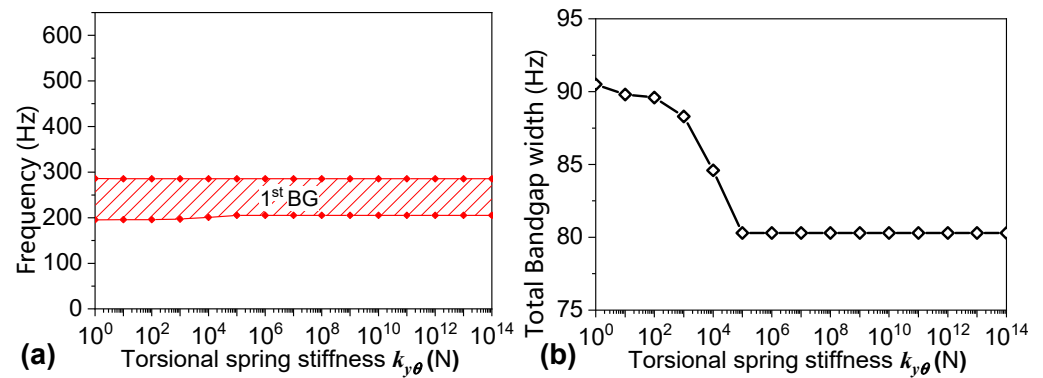 650
600
500
400
300
200
100
0
Frequency (Hz)
1st BG
10^0 10^2 10^4 10^6 10^8 10^10 10^12 10^14
(a) Torsional spring stiffness k_yθ (N)
95
90
85
80
75
Total Bandgap width (Hz)
10^0 10^2 10^4 10^6 10^8 10^10 10^12 10^14
(b) Torsional spring stiffness k_yθ (N)